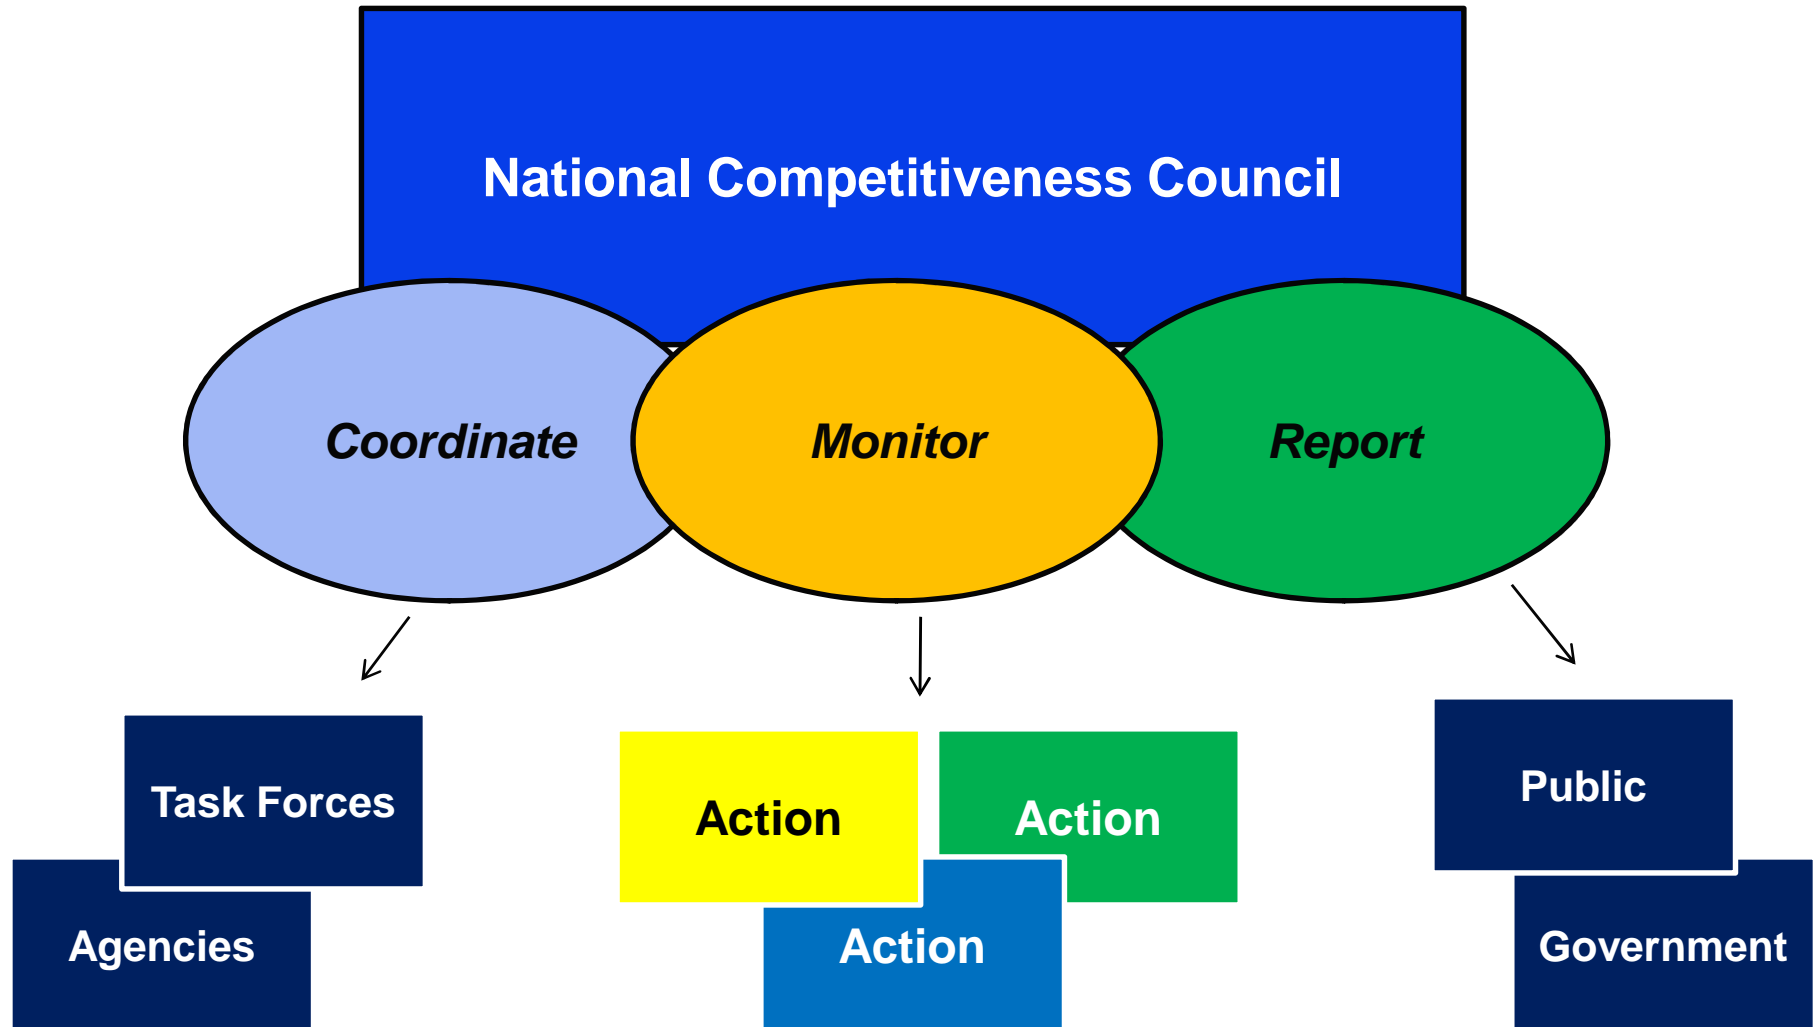 National Competitiveness Council
Coordinate
Monitor
Report
Task Forces
Agencies
Action
Action
Action
Public
Government